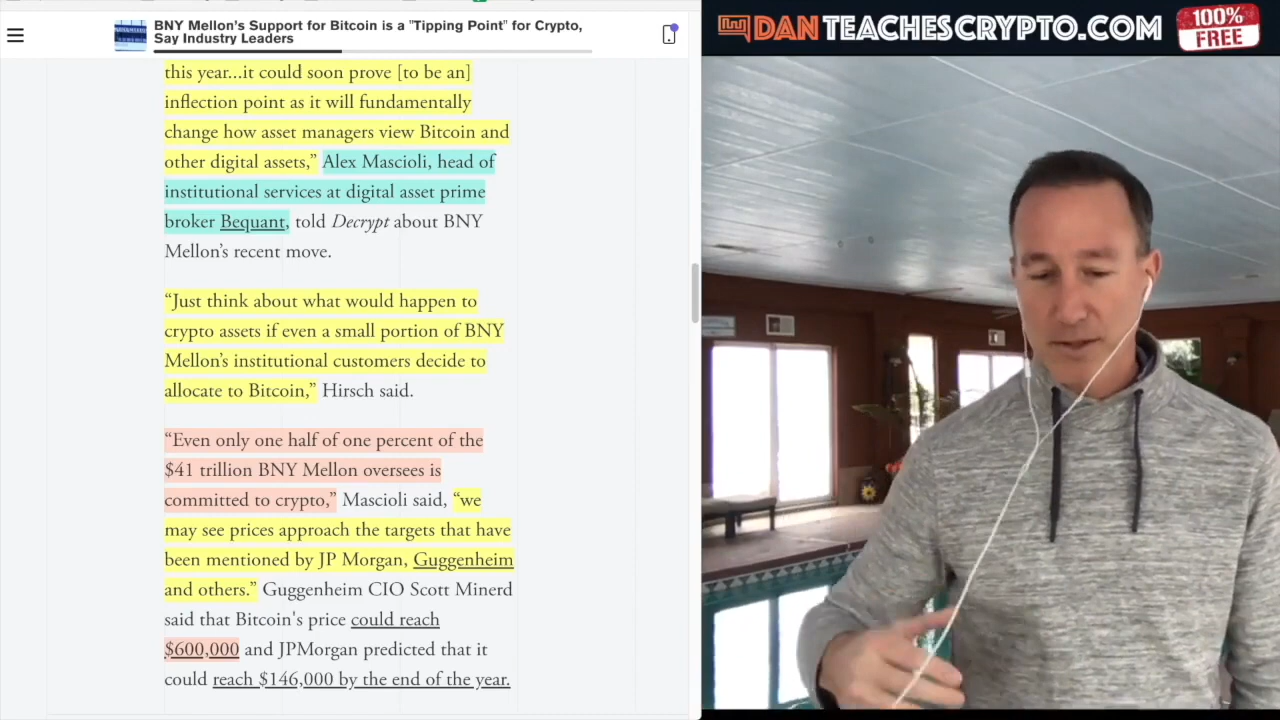 BNY Mellon’s Support for Bitcoin is a "Tipping Point" for Crypto,
Say Industry Leaders
this year...it could soon prove [to be an]
inflection point as it will fundamentally
change how asset managers view Bitcoin and
other digital assets,” Alex Mascioli, head of
institutional services at digital asset prime
broker Bequant, told Decrypt about BNY
Mellon’s recent move.
“Just think about what would happen to
crypto assets if even a small portion of BNY
Mellon’s institutional customers decide to
allocate to Bitcoin,” Hirsch said.
“Even only one half of one percent of the
$41 trillion BNY Mellon oversees is
committed to crypto,” Mascioli said, “we
may see prices approach the targets that have
been mentioned by JP Morgan, Guggenheim
and others.” Guggenheim CIO Scott Minerd
said that Bitcoin's price could reach
$600,000 and JPMorgan predicted that it
could reach $146,000 by the end of the year.
DANTEACHESCRYPTO.COM
100%
FREE